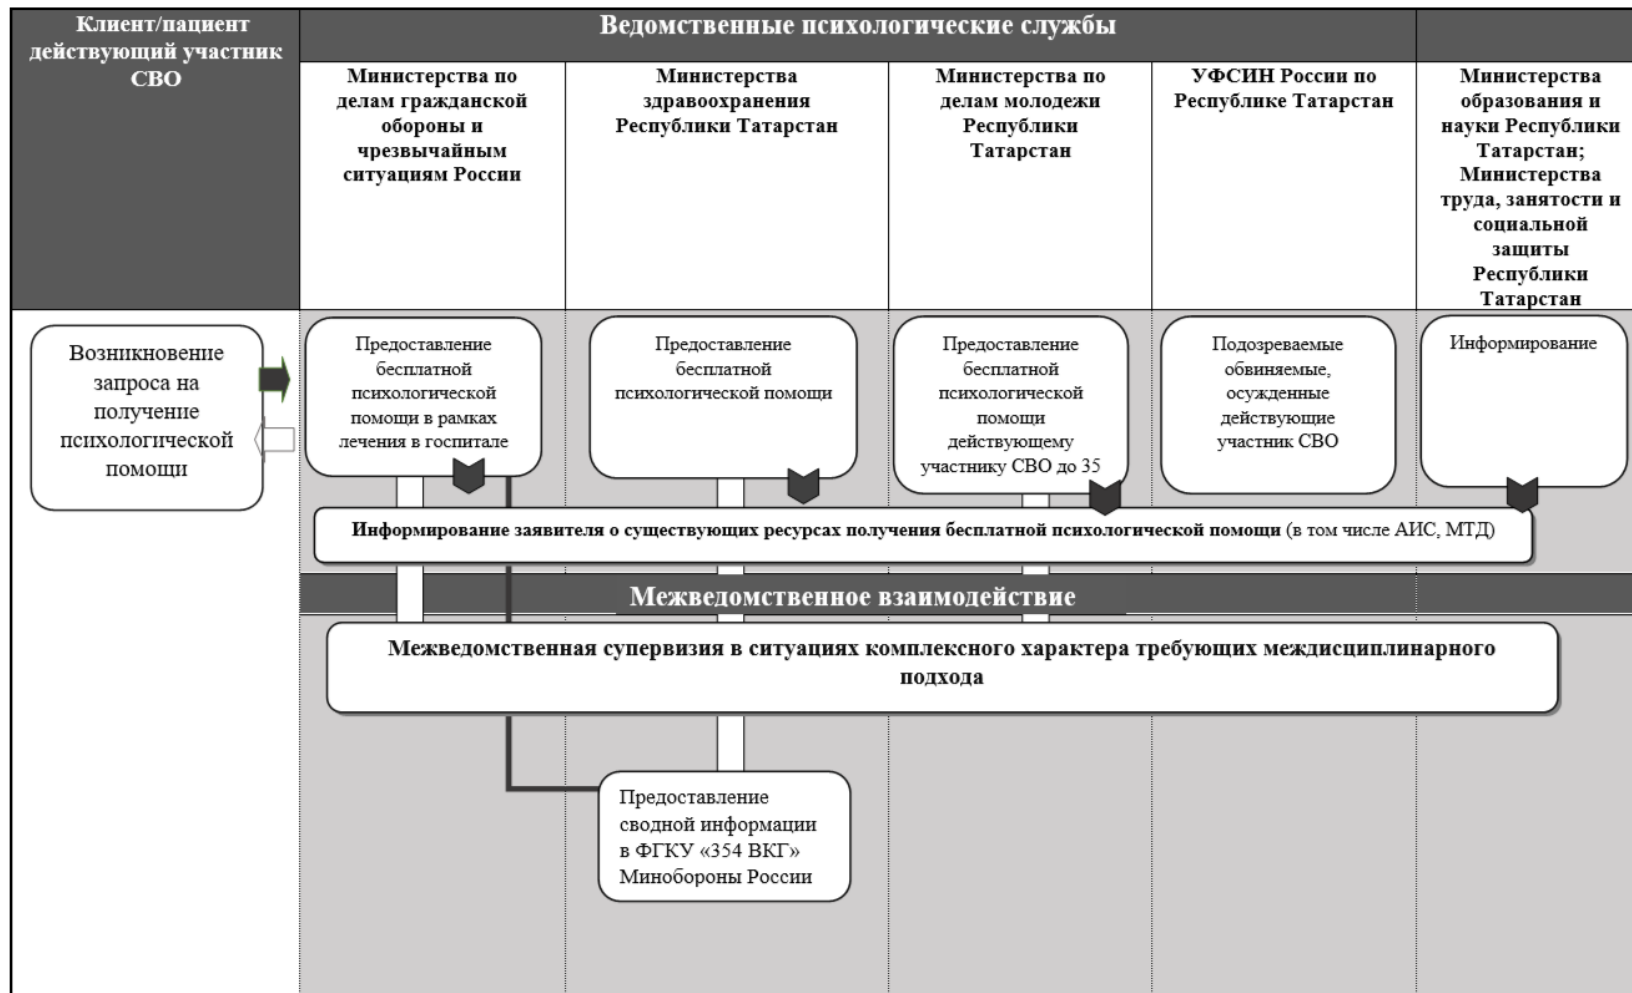 Клиент/пациент
действующий участник
СВО
Ведомственные психологические службы
Министерства по
делам гражданской
обороны и
чрезвычайным
ситуациям России
Министерства
здравоохранения
Республики Татарстан
Министерства по
делам молодежи
Республики
Татарстан
УФСИН России по
Республике Татарстан
Министерства
образования и
науки Республики
Татарстан;
Министерства
труда, занятости и
социальной
защиты
Республики
Татарстан
Возникновение
запроса на
получение
психологической
помощи
Предоставление
бесплатной
психологической
помощи в рамках
лечения в госпитале
Предоставление
бесплатной
психологической помощи
Предоставление
бесплатной
психологической
помощи
действующему
участнику СВО до 35
Подозреваемые
обвиняемые,
осужденные
действующие
участник СВО
Информирование
Информирование заявителя о существующих ресурсах получения бесплатной психологической помощи (в том числе АИС, МТД)
Межведомственное взаимодействие
Межведомственная супервизия в ситуациях комплексного характера требующих междисциплинарного
подхода
Предоставление
сводной информации
в ФГКУ «354 ВКГ»
Минобороны России